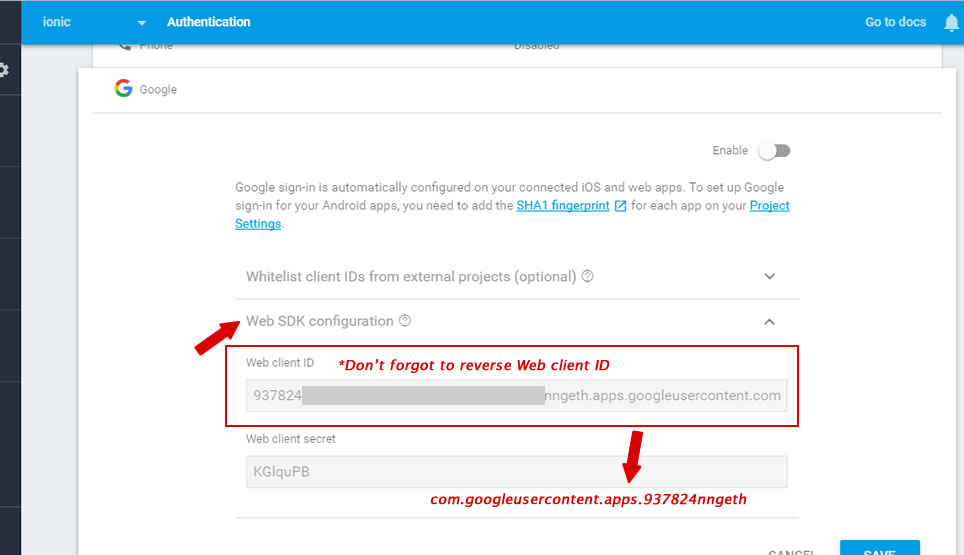 ionic
Authentication
Go to docs
Phone
Disabled
Google
Enable
Google sign-in is automatically configured on your connected iOS and web apps. To set up Google
sign-in for your Android apps, you need to add the SHA1 fingerprint for each app on your Project
Settings.
Whitelist client IDs from external projects (optional)
Web SDK configuration
Web client ID
*Don't forgot to reverse Web client ID
937824 nngeth.apps.googleusercontent.com
Web client secret
KGlquPB
com.googleusercontent.apps.937824nngeth
CANCEL
SAVE